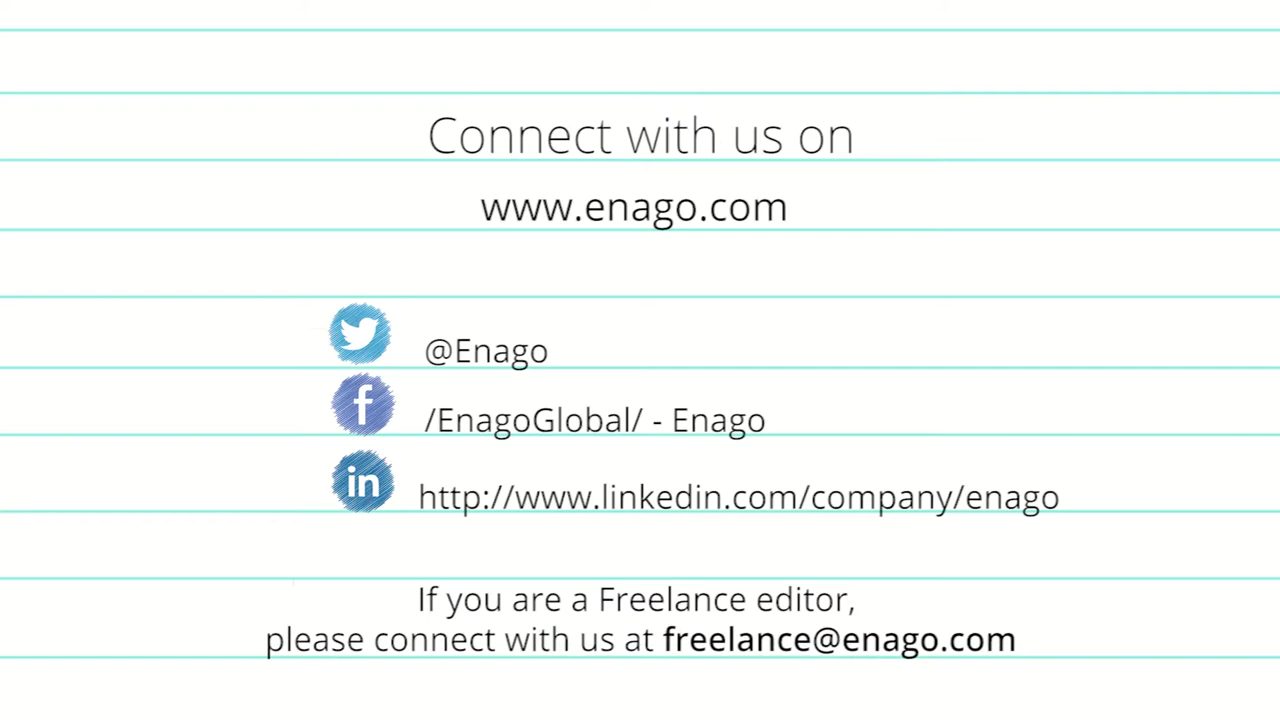 Connect with us on
www.enago.com
@Enago
/EnagoGlobal/ - Enago
in http://www.linkedin.com/company/enago
If you are a Freelance editor,
please connect with us at freelance@enago.com